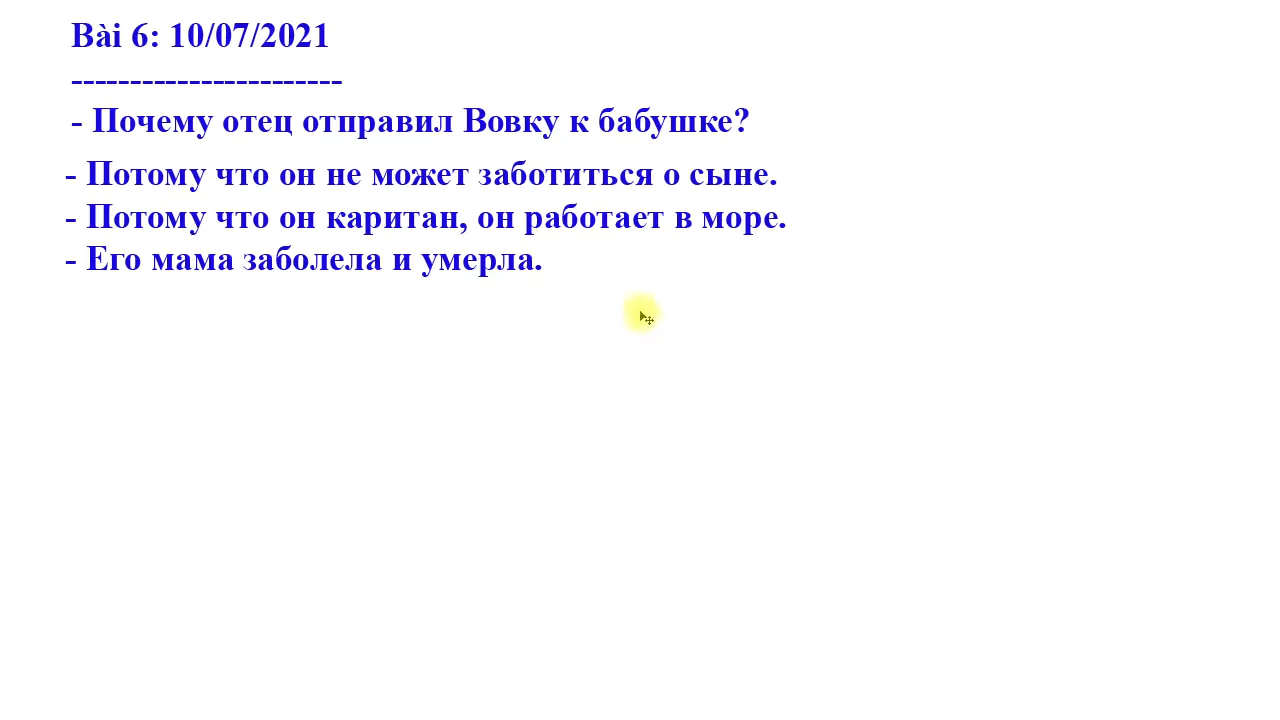 Bài 6: 10/07/2021
-----------------------
- Почему отец отправил Вовку к бабушке?
- Потому что он не может заботиться о сыне.
- Потому что он каритан, он работает в море.
- Его мама заболела и умерла.